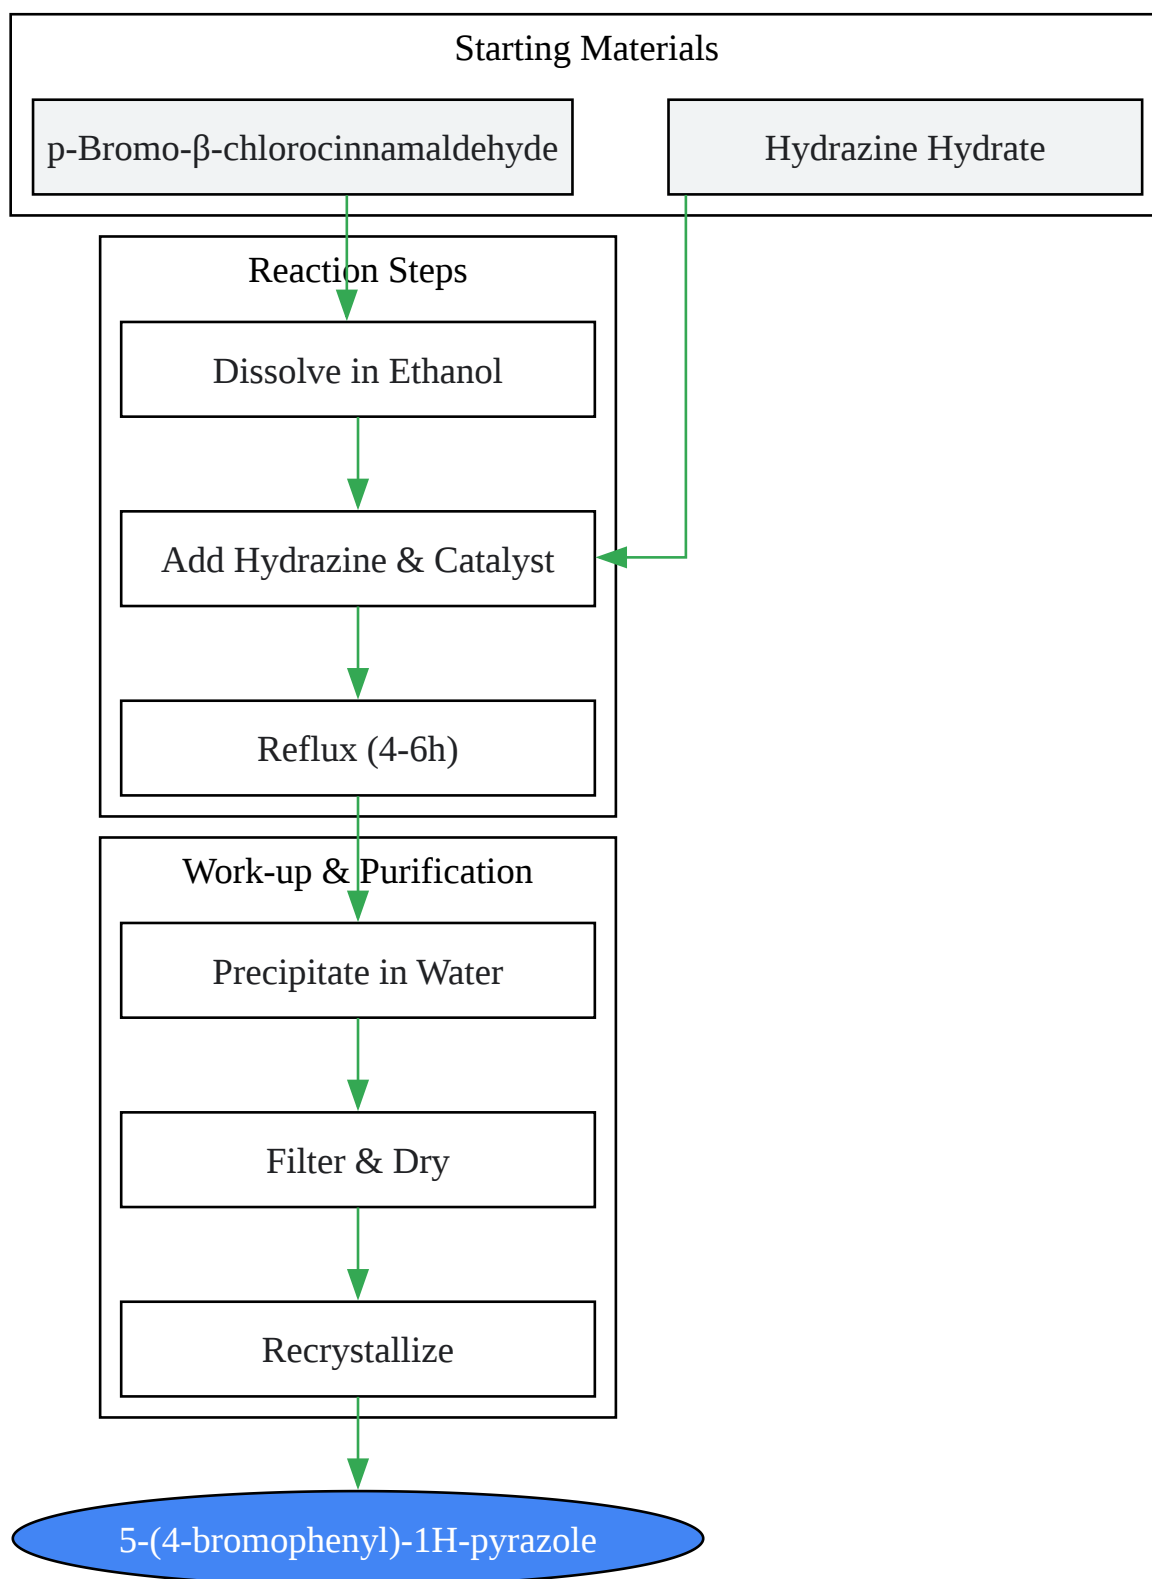 Starting Materials
p-Bromo-β-chlorocinnamaldehyde
Hydrazine Hydrate
Reaction Steps
Dissolve in Ethanol
Add Hydrazine & Catalyst
Reflux (4-6h)
Work-up & Purification
Precipitate in Water
Filter & Dry
Recrystallize
5-(4-bromophenyl)-1H-pyrazole